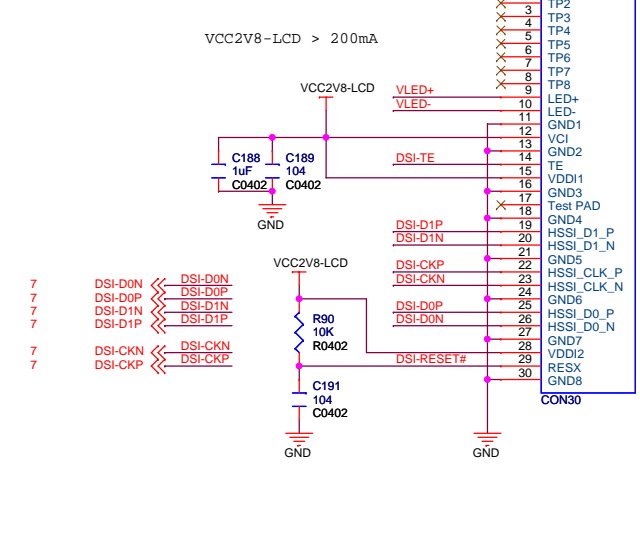 TP2
3 TP3
4 TP4
5 TP5
6 TP6
7 TP7
8 TP8
VCC2V8-LCD > 200mA
VCC2V8-LCD
VLED+ 9 LED+
VLED- 10 LED-
11 GND1
12 VCI
13 GND2
DSI-TE 14 TE
15 VDDI1
16 GND3
17 Test PAD
18 GND4
DSI-D1P 19 HSSI_D1_P
DSI-D1N 20 HSSI_D1_N
21 GND5
DSI-CKP 22 HSSI_CLK_P
DSI-CKN 23 HSSI_CLK_N
24 GND6
DSI-D0P 25 HSSI_D0_P
DSI-D0N 26 HSSI_D0_N
27 GND7
28 VDDI2
DSI-RESET# 29 RESX
30 GND8
CON30
C188
1uF
C0402
C189
104
C0402
GND
VCC2V8-LCD
7 DSI-D0N DSI-D0N
7 DSI-D0P DSI-D0P
7 DSI-D1N DSI-D1N
7 DSI-D1P DSI-D1P
7 DSI-CKN DSI-CKN
7 DSI-CKP DSI-CKP
R90
10K
R0402
C191
104
C0402
GND
GND